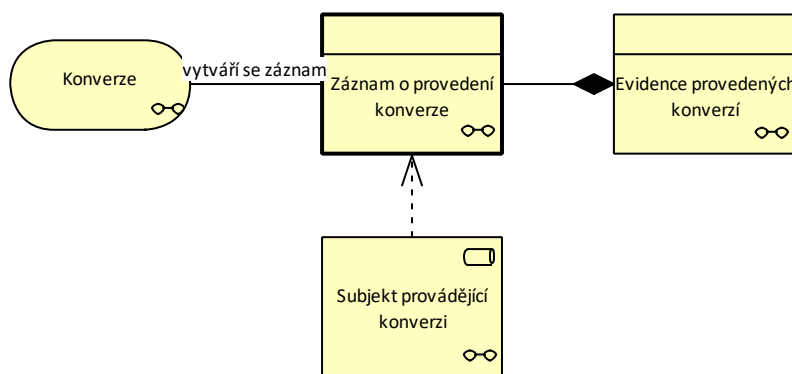 Konverze
vytváří se záznam
Záznam o provedení
konverze
Evidence provedených
konverzí
Subjekt provádějící
konverzi